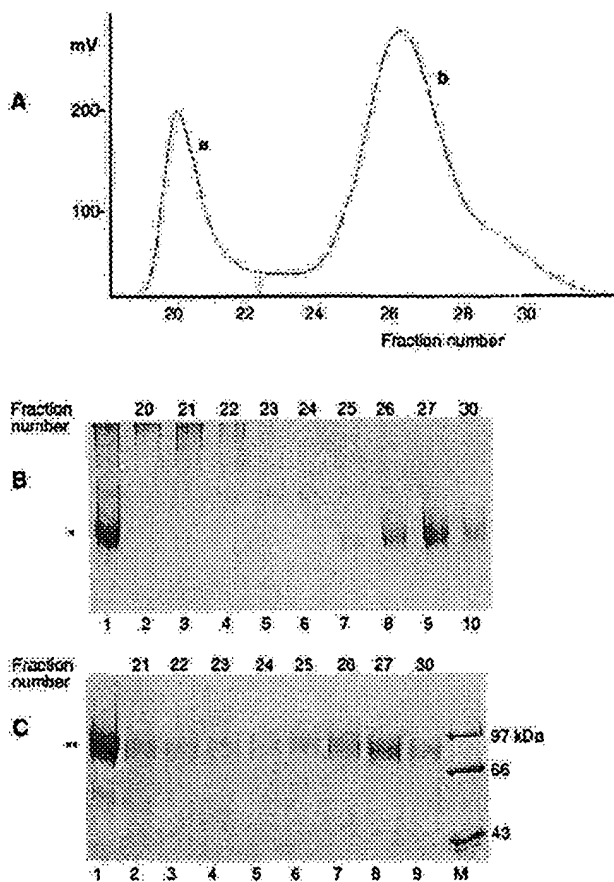 mV
A
a
b
200
100
20 22 24 26 28 30
Fraction number
Fraction number 20 21 22 23 24 25 26 27 30
B
*
1 2 3 4 5 6 7 8 9 10
Fraction number 21 22 23 24 25 26 27 30
C
**
97 kDa
66
43
1 2 3 4 5 6 7 8 9 M